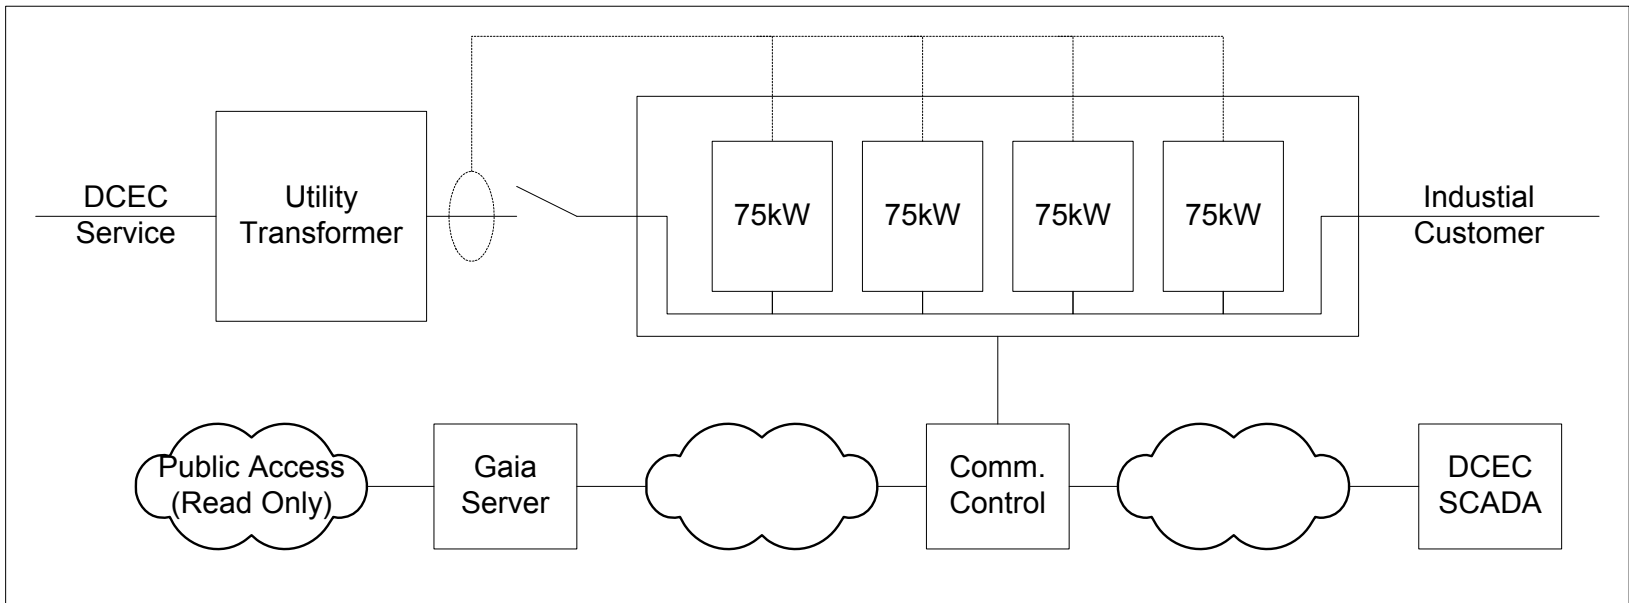 DCEC
Service
Utility
Transformer
75kW
75kW
75kW
75kW
Industial
Customer
Public Access
(Read Only)
Gaia
Server
Comm.
Control
DCEC
SCADA